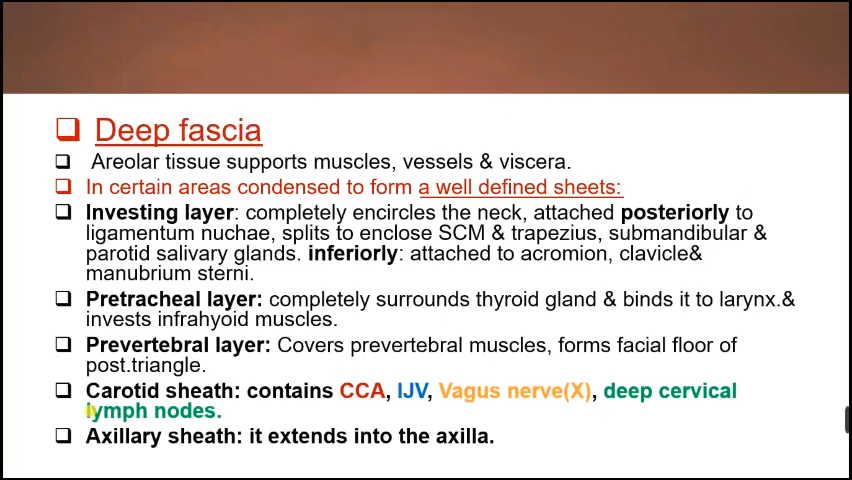 Deep fascia
Areolar tissue supports muscles, vessels & viscera.
In certain areas condensed to form a well defined sheets:
Investing layer: completely encircles the neck, attached posteriorly to
ligamentum nuchae, splits to enclose SCM & trapezius, submandibular &
parotid salivary glands. inferiorly: attached to acromion, clavicle&
manubrium sterni.
Pretracheal layer: completely surrounds thyroid gland & binds it to larynx.&
invests infrahyoid muscles.
Prevertebral layer: Covers prevertebral muscles, forms facial floor of
post.triangle.
Carotid sheath: contains CCA, IJV, Vagus nerve(X), deep cervical
lymph nodes.
Axillary sheath: it extends into the axilla.